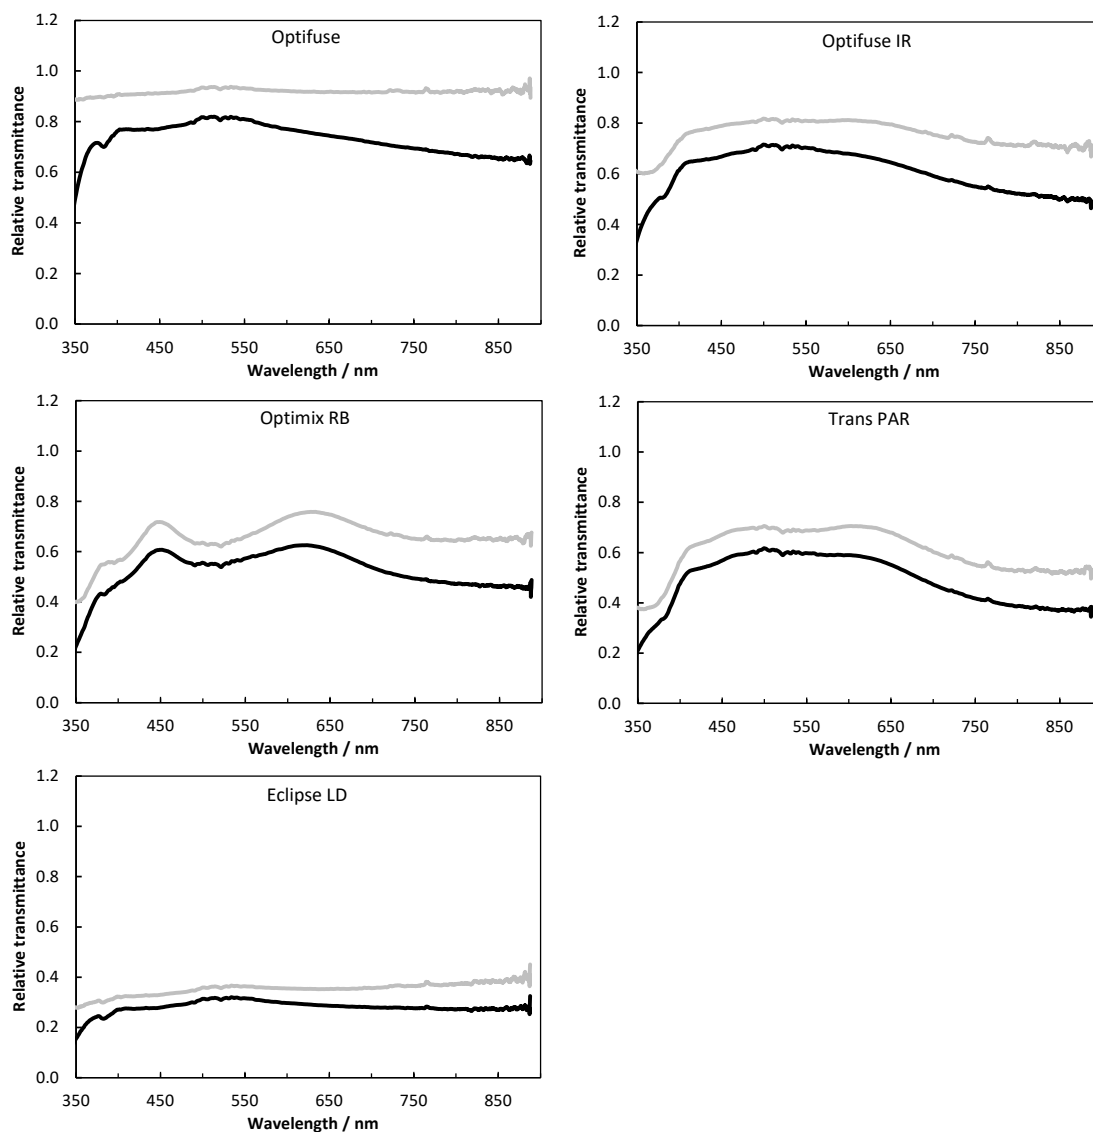 Optifuse
Relative transmittance
1.2
1.0
0.8
0.6
0.4
0.2
0.0
350 450 550 650 750 850
Wavelength / nm
Optifuse IR
Relative transmittance
1.2
1.0
0.8
0.6
0.4
0.2
0.0
350 450 550 650 750 850
Wavelength / nm
Optimix RB
Relative transmittance
1.2
1.0
0.8
0.6
0.4
0.2
0.0
350 450 550 650 750 850
Wavelength / nm
Trans PAR
Relative transmittance
1.2
1.0
0.8
0.6
0.4
0.2
0.0
350 450 550 650 750 850
Wavelength / nm
Eclipse LD
Relative transmittance
1.2
1.0
0.8
0.6
0.4
0.2
0.0
350 450 550 650 750 850
Wavelength / nm